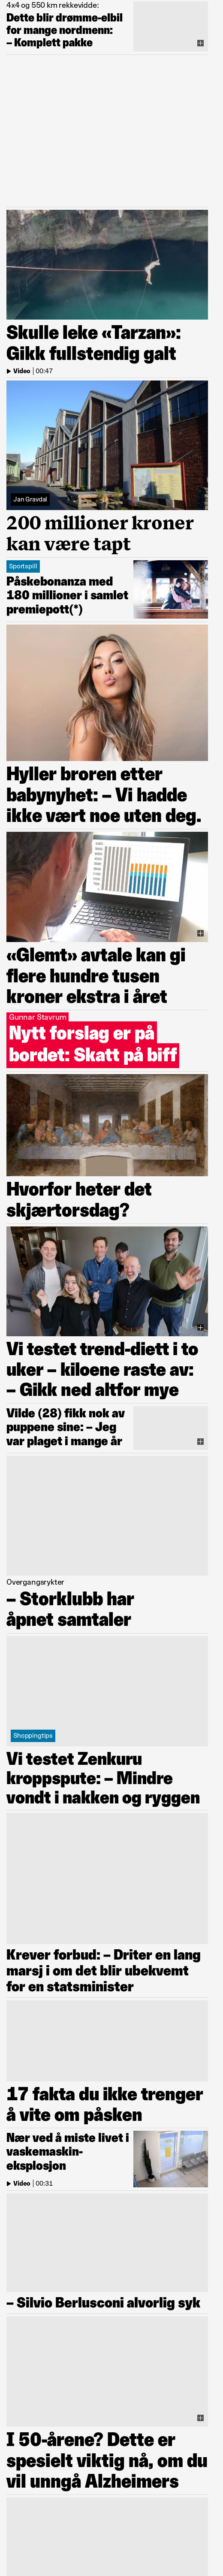 4x4 og 550 km rekkevidde:
Dette blir drømme-elbil
for mange nordmenn:
– Komplett pakke
Skulle leke «Tarzan»:
Gikk fullstendig galt
Video | 00:47
Jan Gravdal
200 millioner kroner
kan være tapt
Sportspill
Påskebonanza med
180 millioner i samlet
premiepott(*)
Hyller broren etter
babynyhet: – Vi hadde
ikke vært noe uten deg.
«Glemt» avtale kan gi
flere hundre tusen
kroner ekstra i året
Gunnar Stavrum
Nytt forslag er på
bordet: Skatt på biff
Hvorfor heter det
skjærtorsdag?
Vi testet trend-diett i to
uker – kiloene raste av:
– Gikk ned altfor mye
Vilde (28) fikk nok av
puppene sine: – Jeg
var plaget i mange år
Overgangsrykter
– Storklubb har
åpnet samtaler
Shoppingtips
Vi testet Zenkuru
kroppspute: – Mindre
vondt i nakken og ryggen
Krever forbud: – Driter en lang
marsj i om det blir ubekvemt
for en statsminister
17 fakta du ikke trenger
å vite om påsken
Nær ved å miste livet i
vaskemaskin-
eksplosjon
Video | 00:31
– Silvio Berlusconi alvorlig syk
I 50-årene? Dette er
spesielt viktig nå, om du
vil unngå Alzheimers